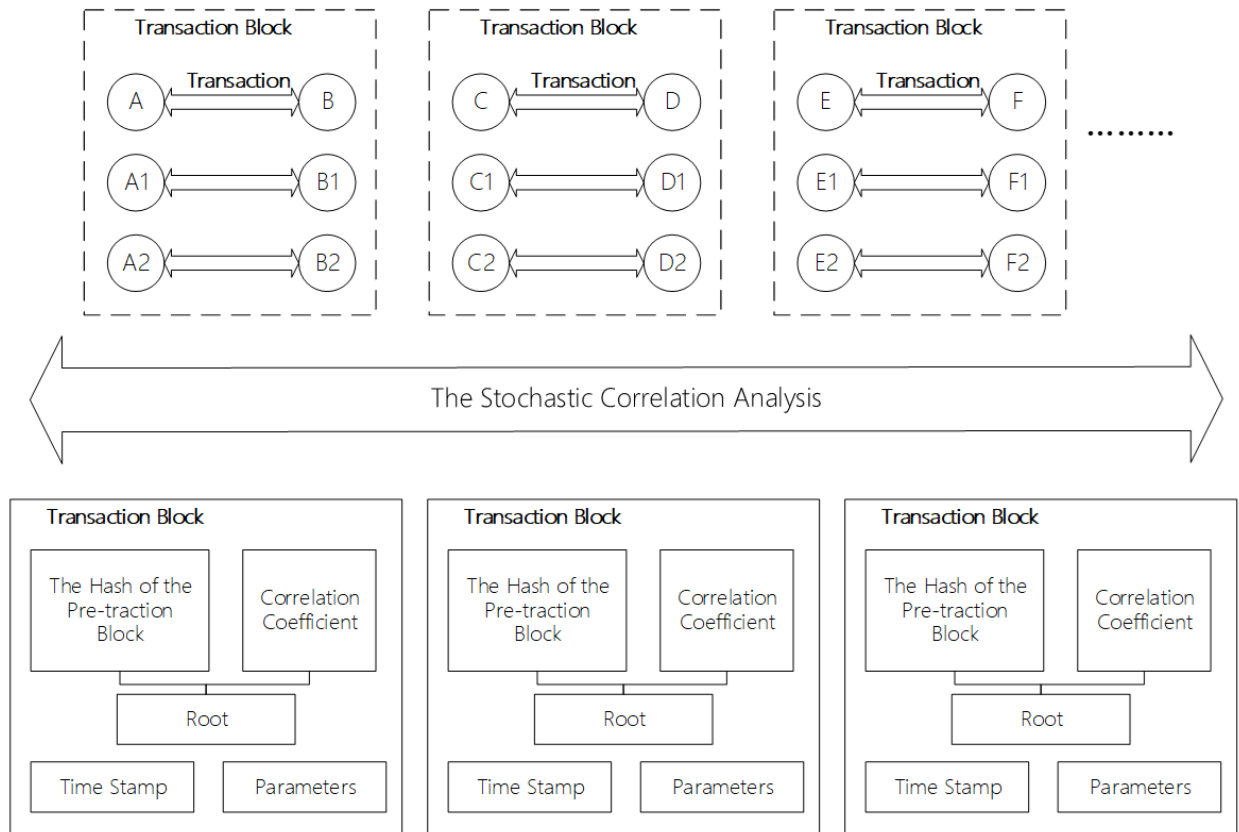 Transaction Block
Transaction Block
Transaction Block
A
Transaction
B
C
Transaction
D
E
Transaction
F
..........
A1
B1
C1
D1
E1
F1
A2
B2
C2
D2
E2
F2
The Stochastic Correlation Analysis
Transaction Block
The Hash of the
Pre-traction
Block
Correlation
Coefficient
Root
Time Stamp
Parameters
Transaction Block
The Hash of the
Pre-traction
Block
Correlation
Coefficient
Root
Time Stamp
Parameters
Transaction Block
The Hash of the
Pre-traction
Block
Correlation
Coefficient
Root
Time Stamp
Parameters